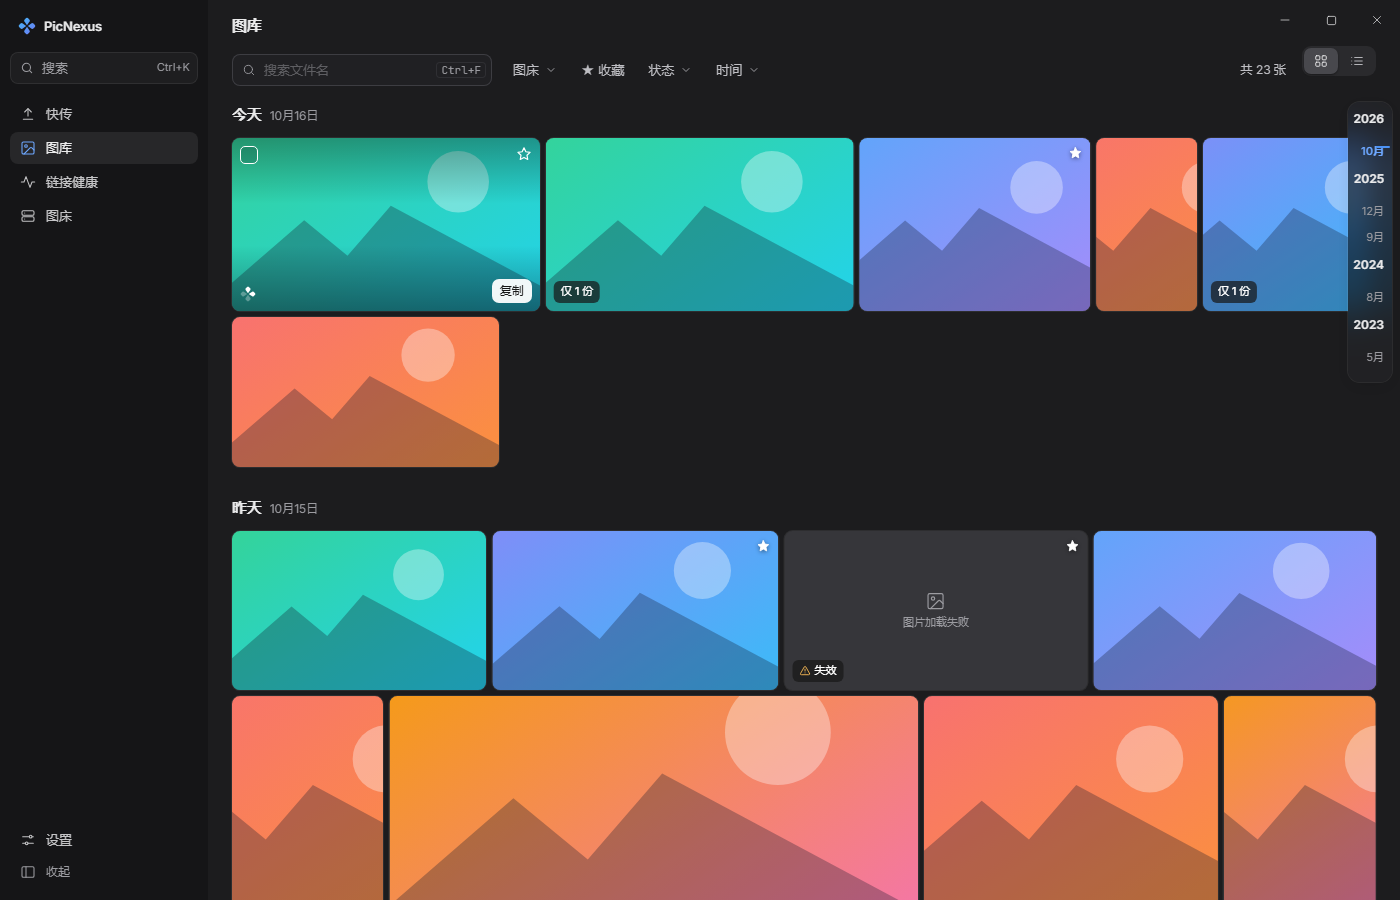 PicNexus
搜索 Ctrl+K
快传
图库
链接健康
图床
设置
收起
图库
搜索文件名 Ctrl+F
图床
★ 收藏
状态
时间
共 23 张
今天 10月16日
复制
仅 1 份
仅 1 份
昨天 10月15日
图片加载失败
失效
2026
10月
2025
12月
9月
2024
8月
2023
5月